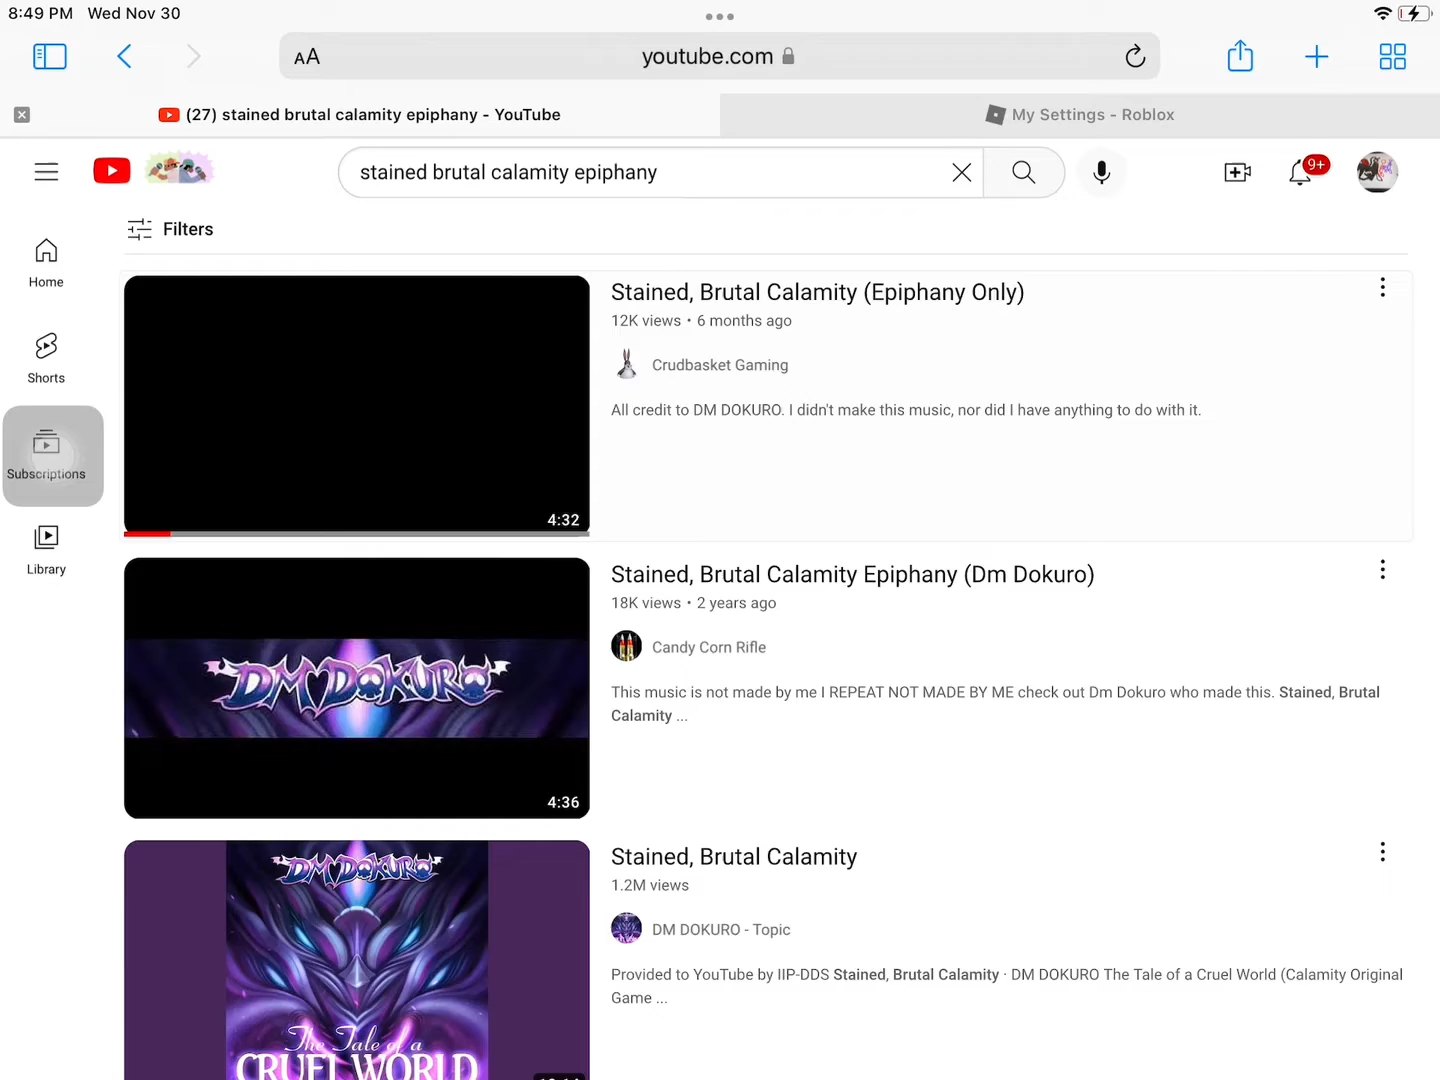 8:49 PM Wed Nov 30
AA youtube.com
(27) stained brutal calamity epiphany - YouTube
My Settings - Roblox
stained brutal calamity epiphany
9+
Filters
Home
Shorts
Subscriptions
Library
4:32
Stained, Brutal Calamity (Epiphany Only)
12K views • 6 months ago
Crudbasket Gaming
All credit to DM DOKURO. I didn't make this music, nor did I have anything to do with it.
DM DOKURO
4:36
Stained, Brutal Calamity Epiphany (Dm Dokuro)
18K views • 2 years ago
Candy Corn Rifle
This music is not made by me I REPEAT NOT MADE BY ME check out Dm Dokuro who made this. Stained, Brutal
Calamity ...
DM DOKURO
The Tale of a
CRUEL WORLD
Stained, Brutal Calamity
1.2M views
DM DOKURO - Topic
Provided to YouTube by IIP-DDS Stained, Brutal Calamity · DM DOKURO The Tale of a Cruel World (Calamity Original
Game ...